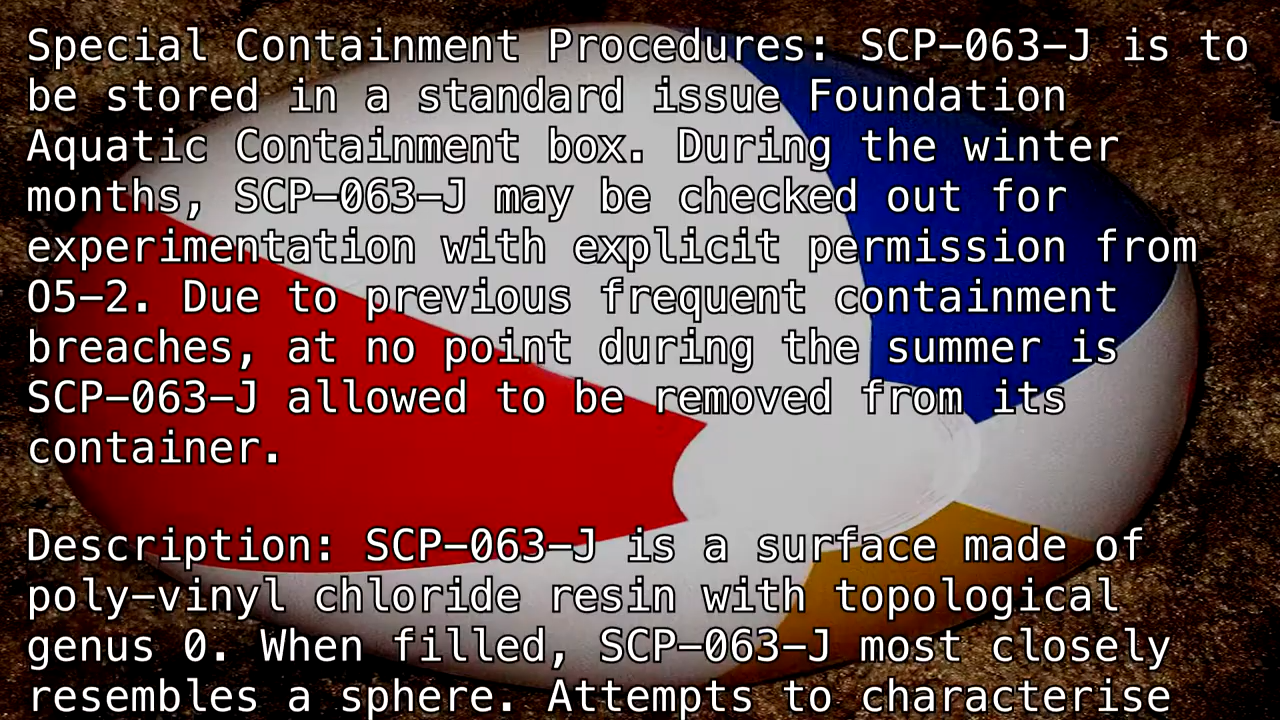 Special Containment Procedures: SCP-063-J is to
be stored in a standard issue Foundation
Aquatic Containment box. During the winter
months, SCP-063-J may be checked out for
experimentation with explicit permission from
O5-2. Due to previous frequent containment
breaches, at no point during the summer is
SCP-063-J allowed to be removed from its
container.

Description: SCP-063-J is a surface made of
poly-vinyl chloride resin with topological
genus 0. When filled, SCP-063-J most closely
resembles a sphere. Attempts to characterise